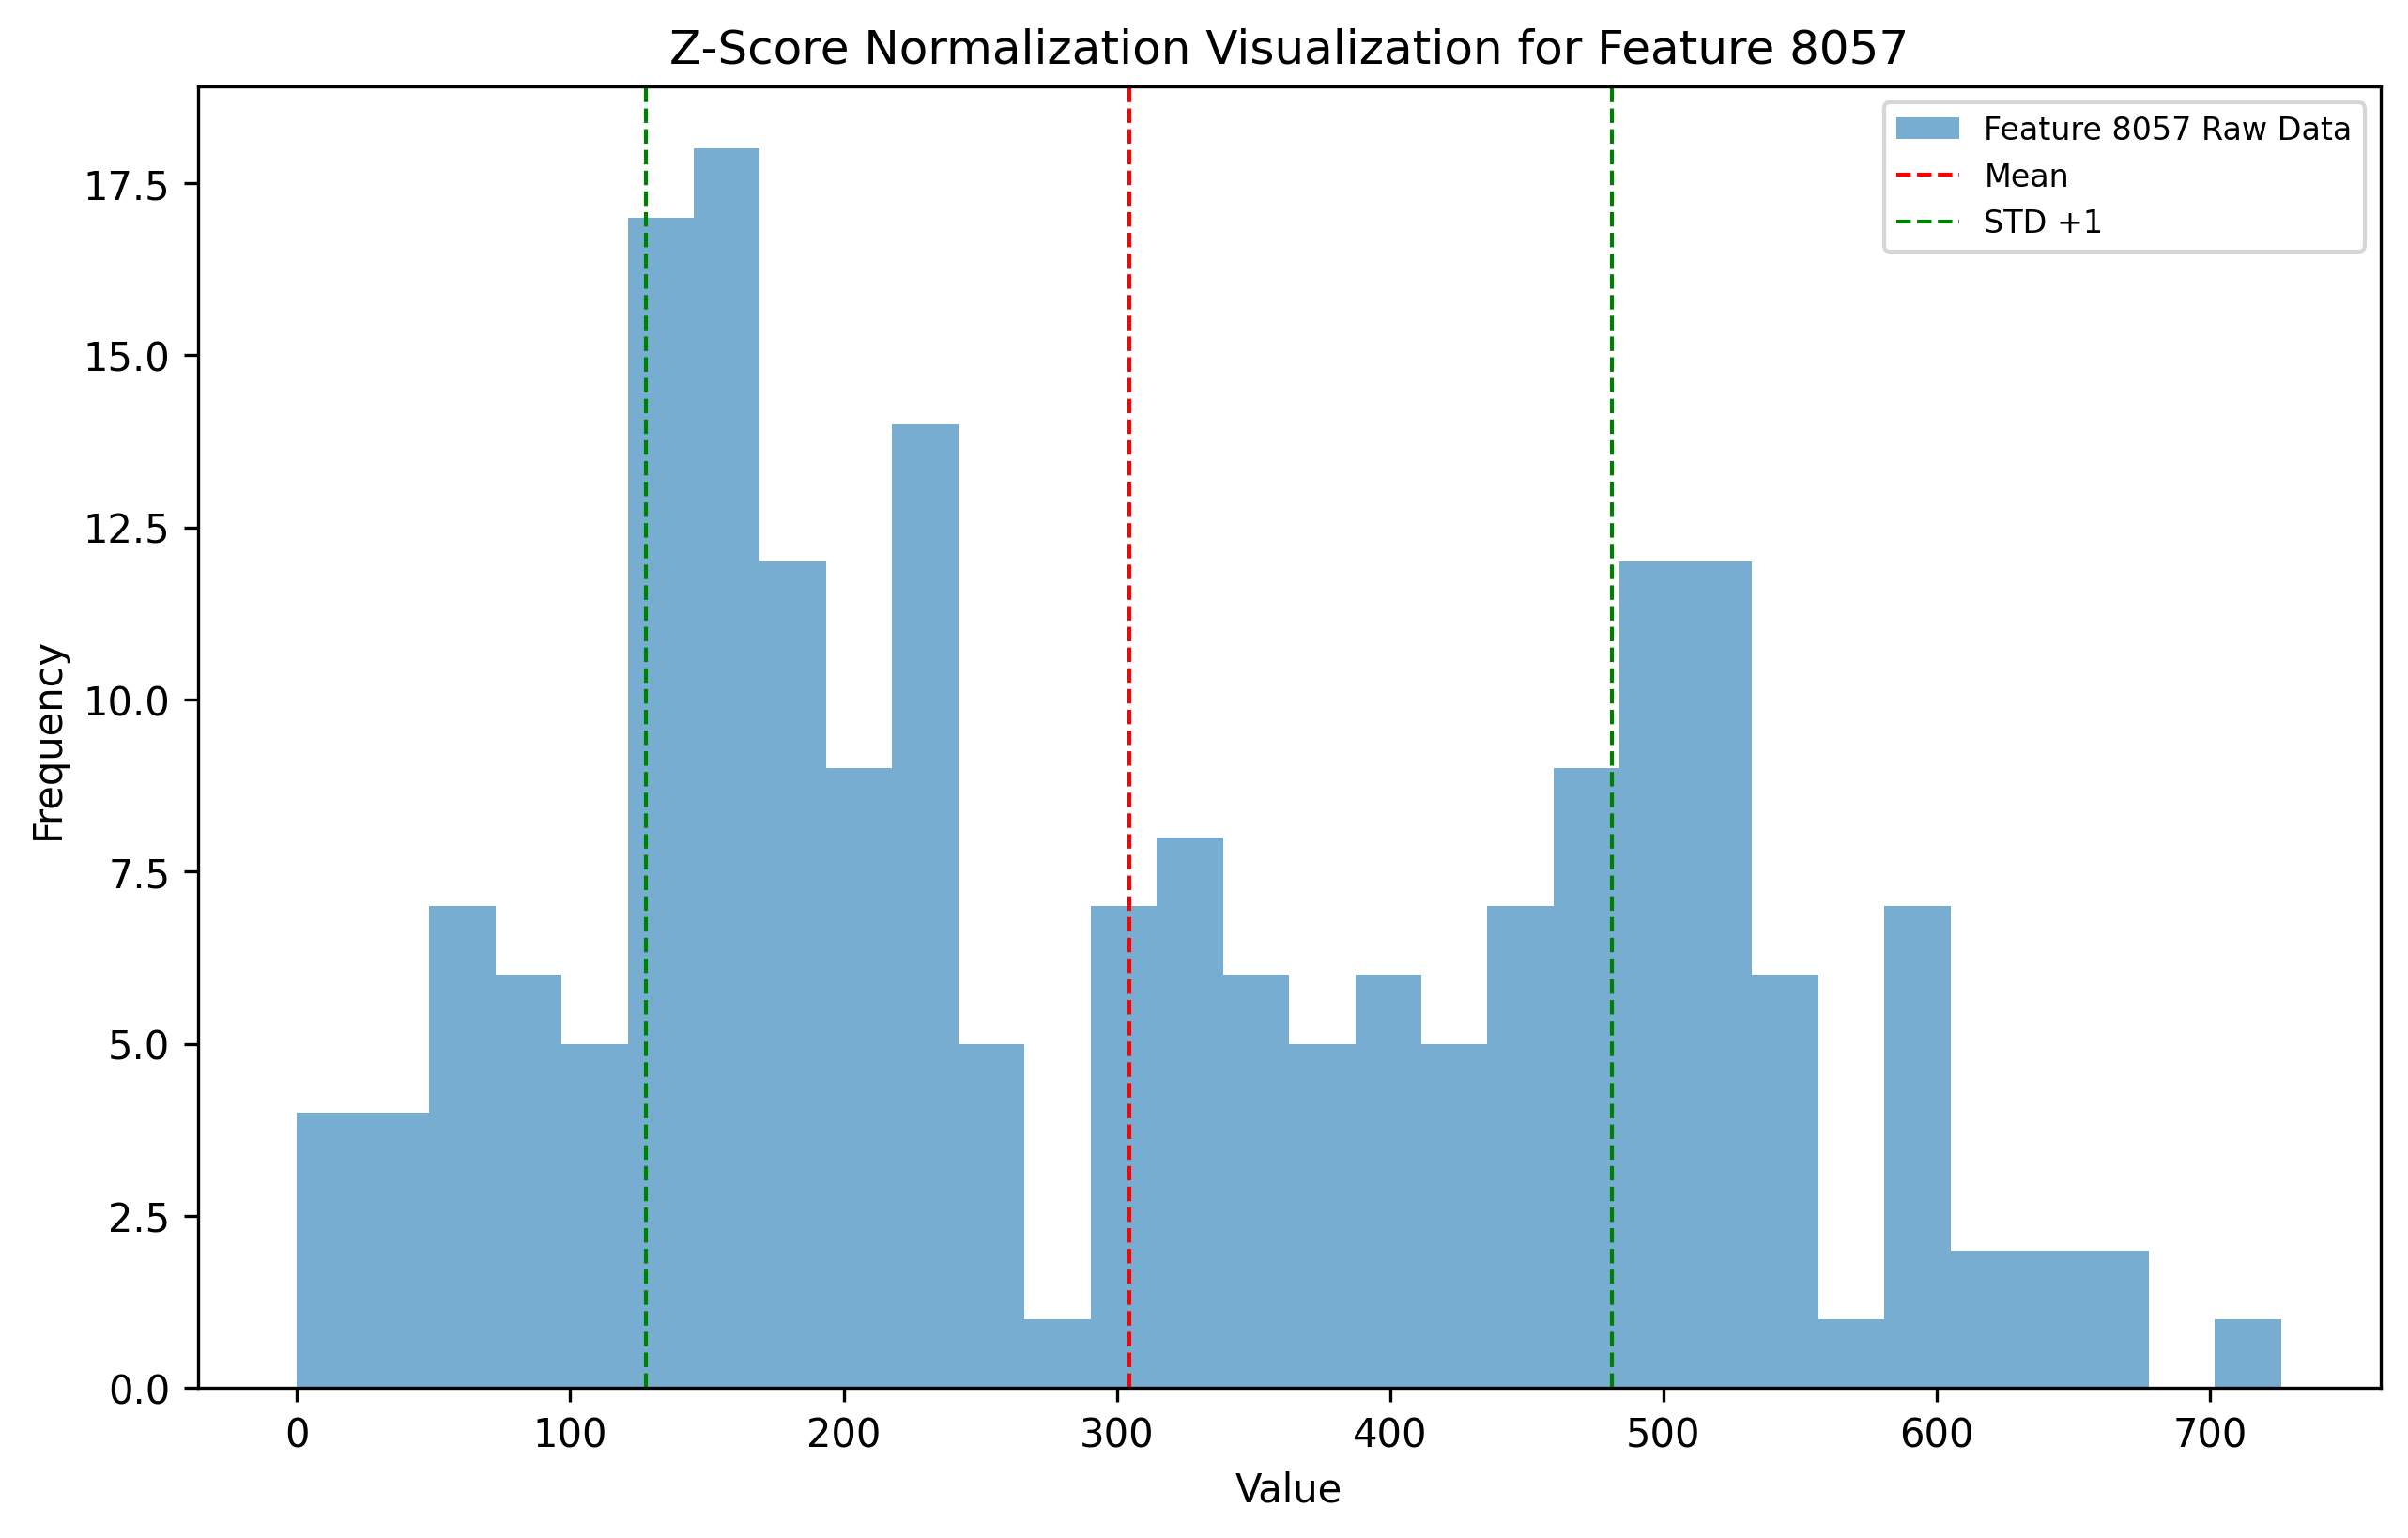 Z-Score Normalization Visualization for Feature 8057
Feature 8057 Raw Data
Mean
STD +1
17.5
15.0
12.5
10.0
7.5
5.0
2.5
0.0
Frequency
0 100 200 300 400 500 600 700
Value